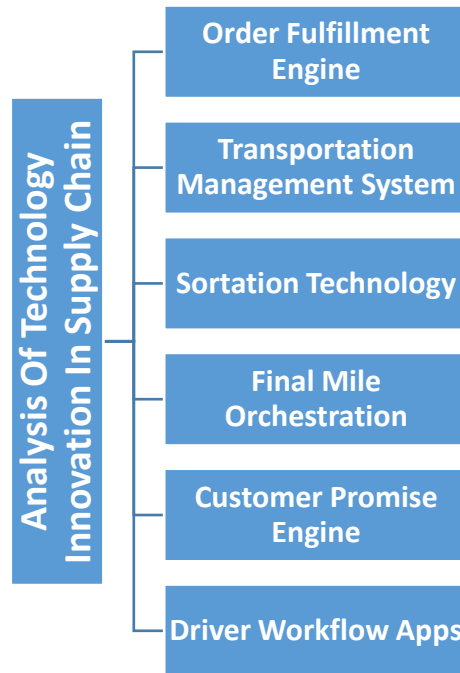 Analysis Of Technology
Innovation In Supply Chain
Order Fulfillment
Engine
Transportation
Management System
Sortation Technology
Final Mile
Orchestration
Customer Promise
Engine
Driver Workflow Apps